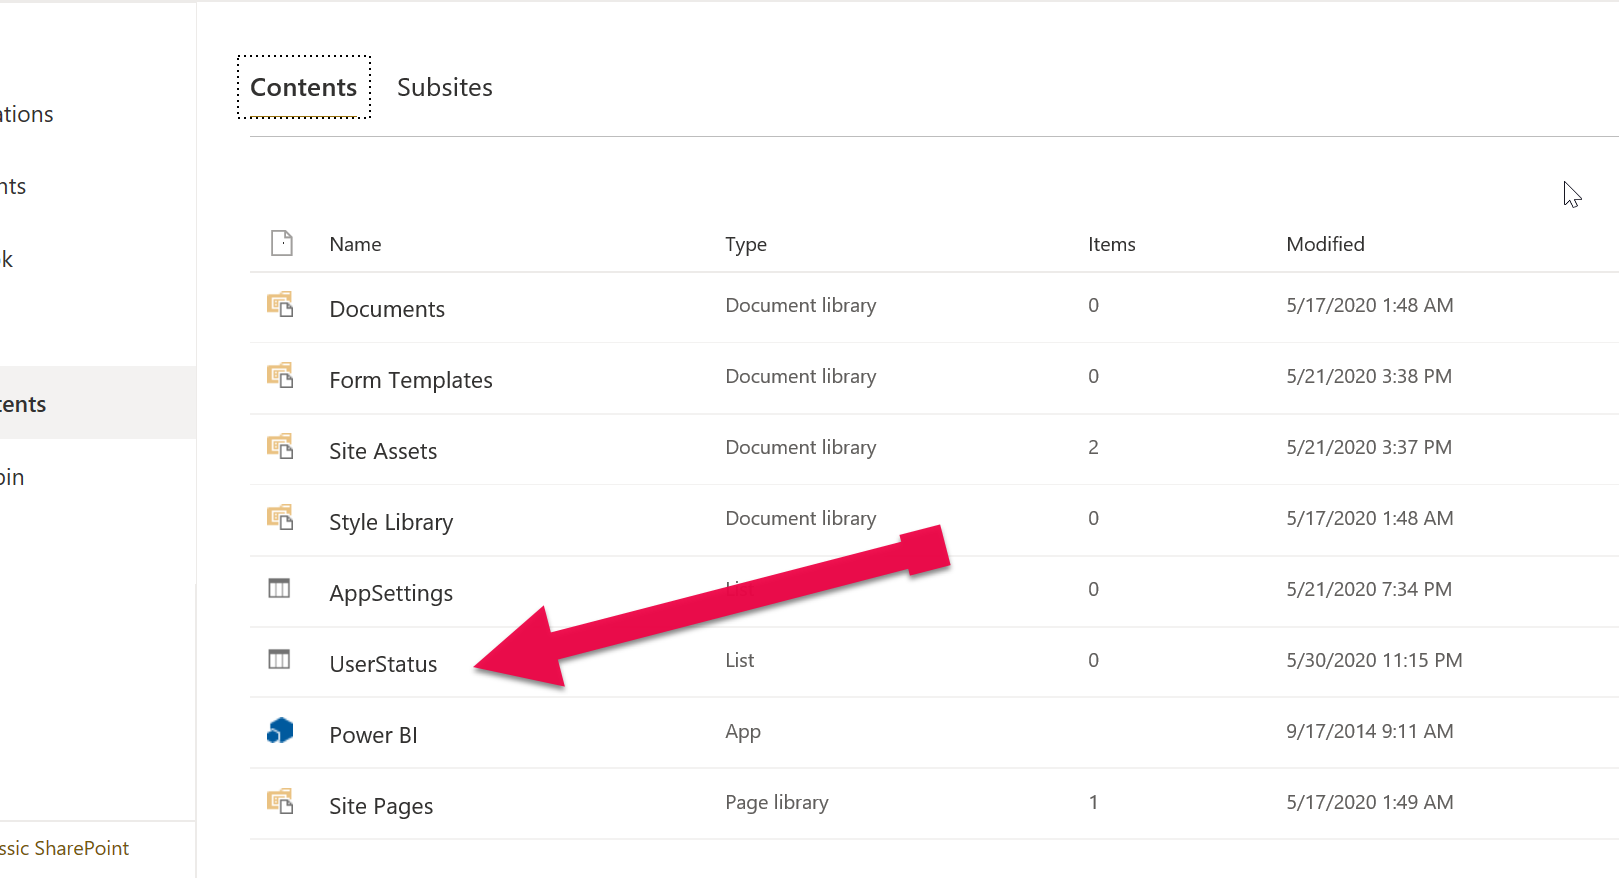 Contents Subsites
ations
nts
k
tents
bin
ssic SharePoint
Name Type Items Modified
Documents Document library 0 5/17/2020 1:48 AM
Form Templates Document library 0 5/21/2020 3:38 PM
Site Assets Document library 2 5/21/2020 3:37 PM
Style Library Document library 0 5/17/2020 1:48 AM
AppSettings List 0 5/21/2020 7:34 PM
UserStatus List 0 5/30/2020 11:15 PM
Power BI App 9/17/2014 9:11 AM
Site Pages Page library 1 5/17/2020 1:49 AM